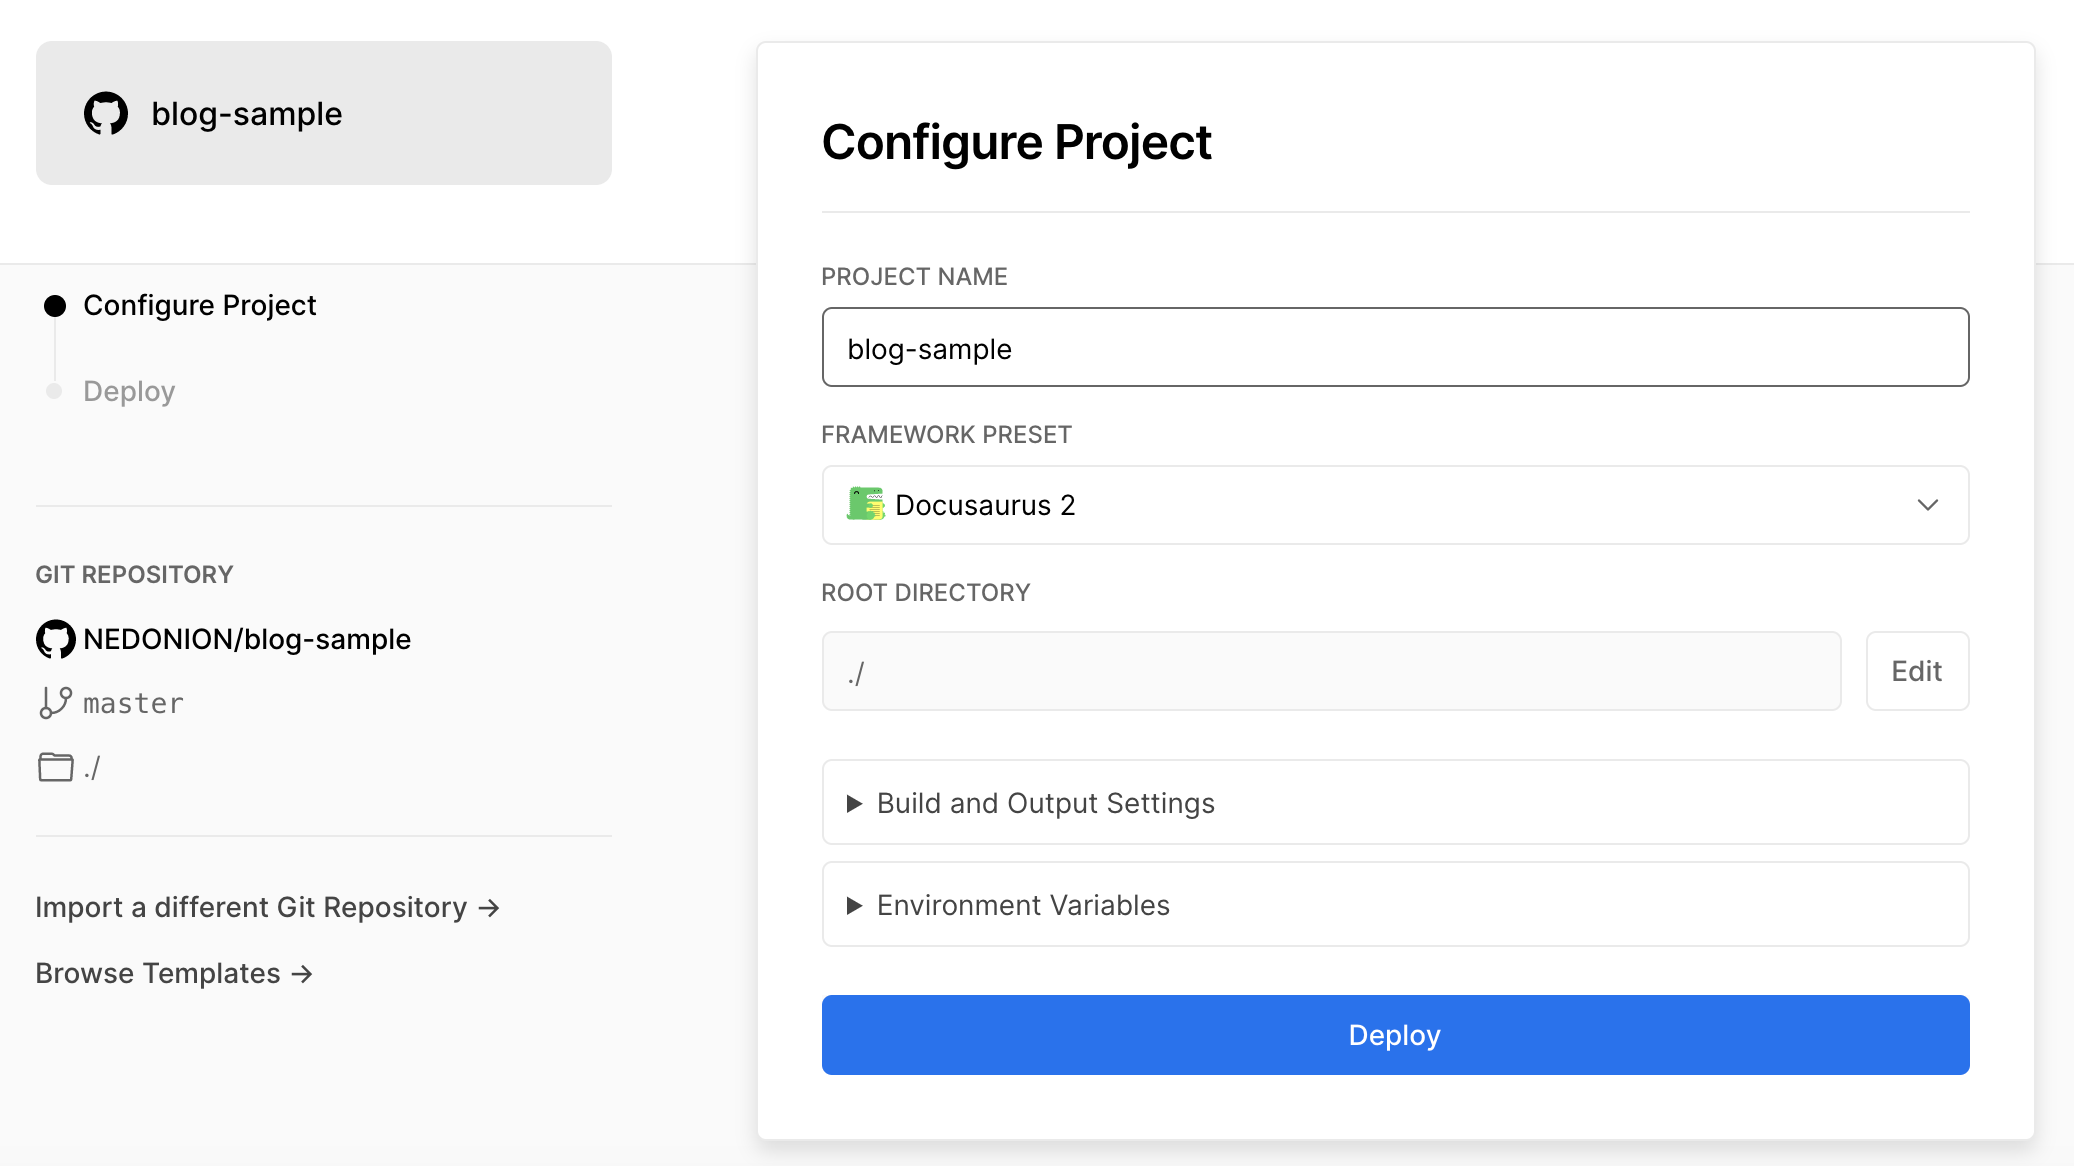 blog-sample
Configure Project
Deploy
GIT REPOSITORY
NEDONION/blog-sample
master
./
Import a different Git Repository →
Browse Templates →
Configure Project
PROJECT NAME
blog-sample
FRAMEWORK PRESET
Docusaurus 2
ROOT DIRECTORY
./
Edit
Build and Output Settings
Environment Variables
Deploy